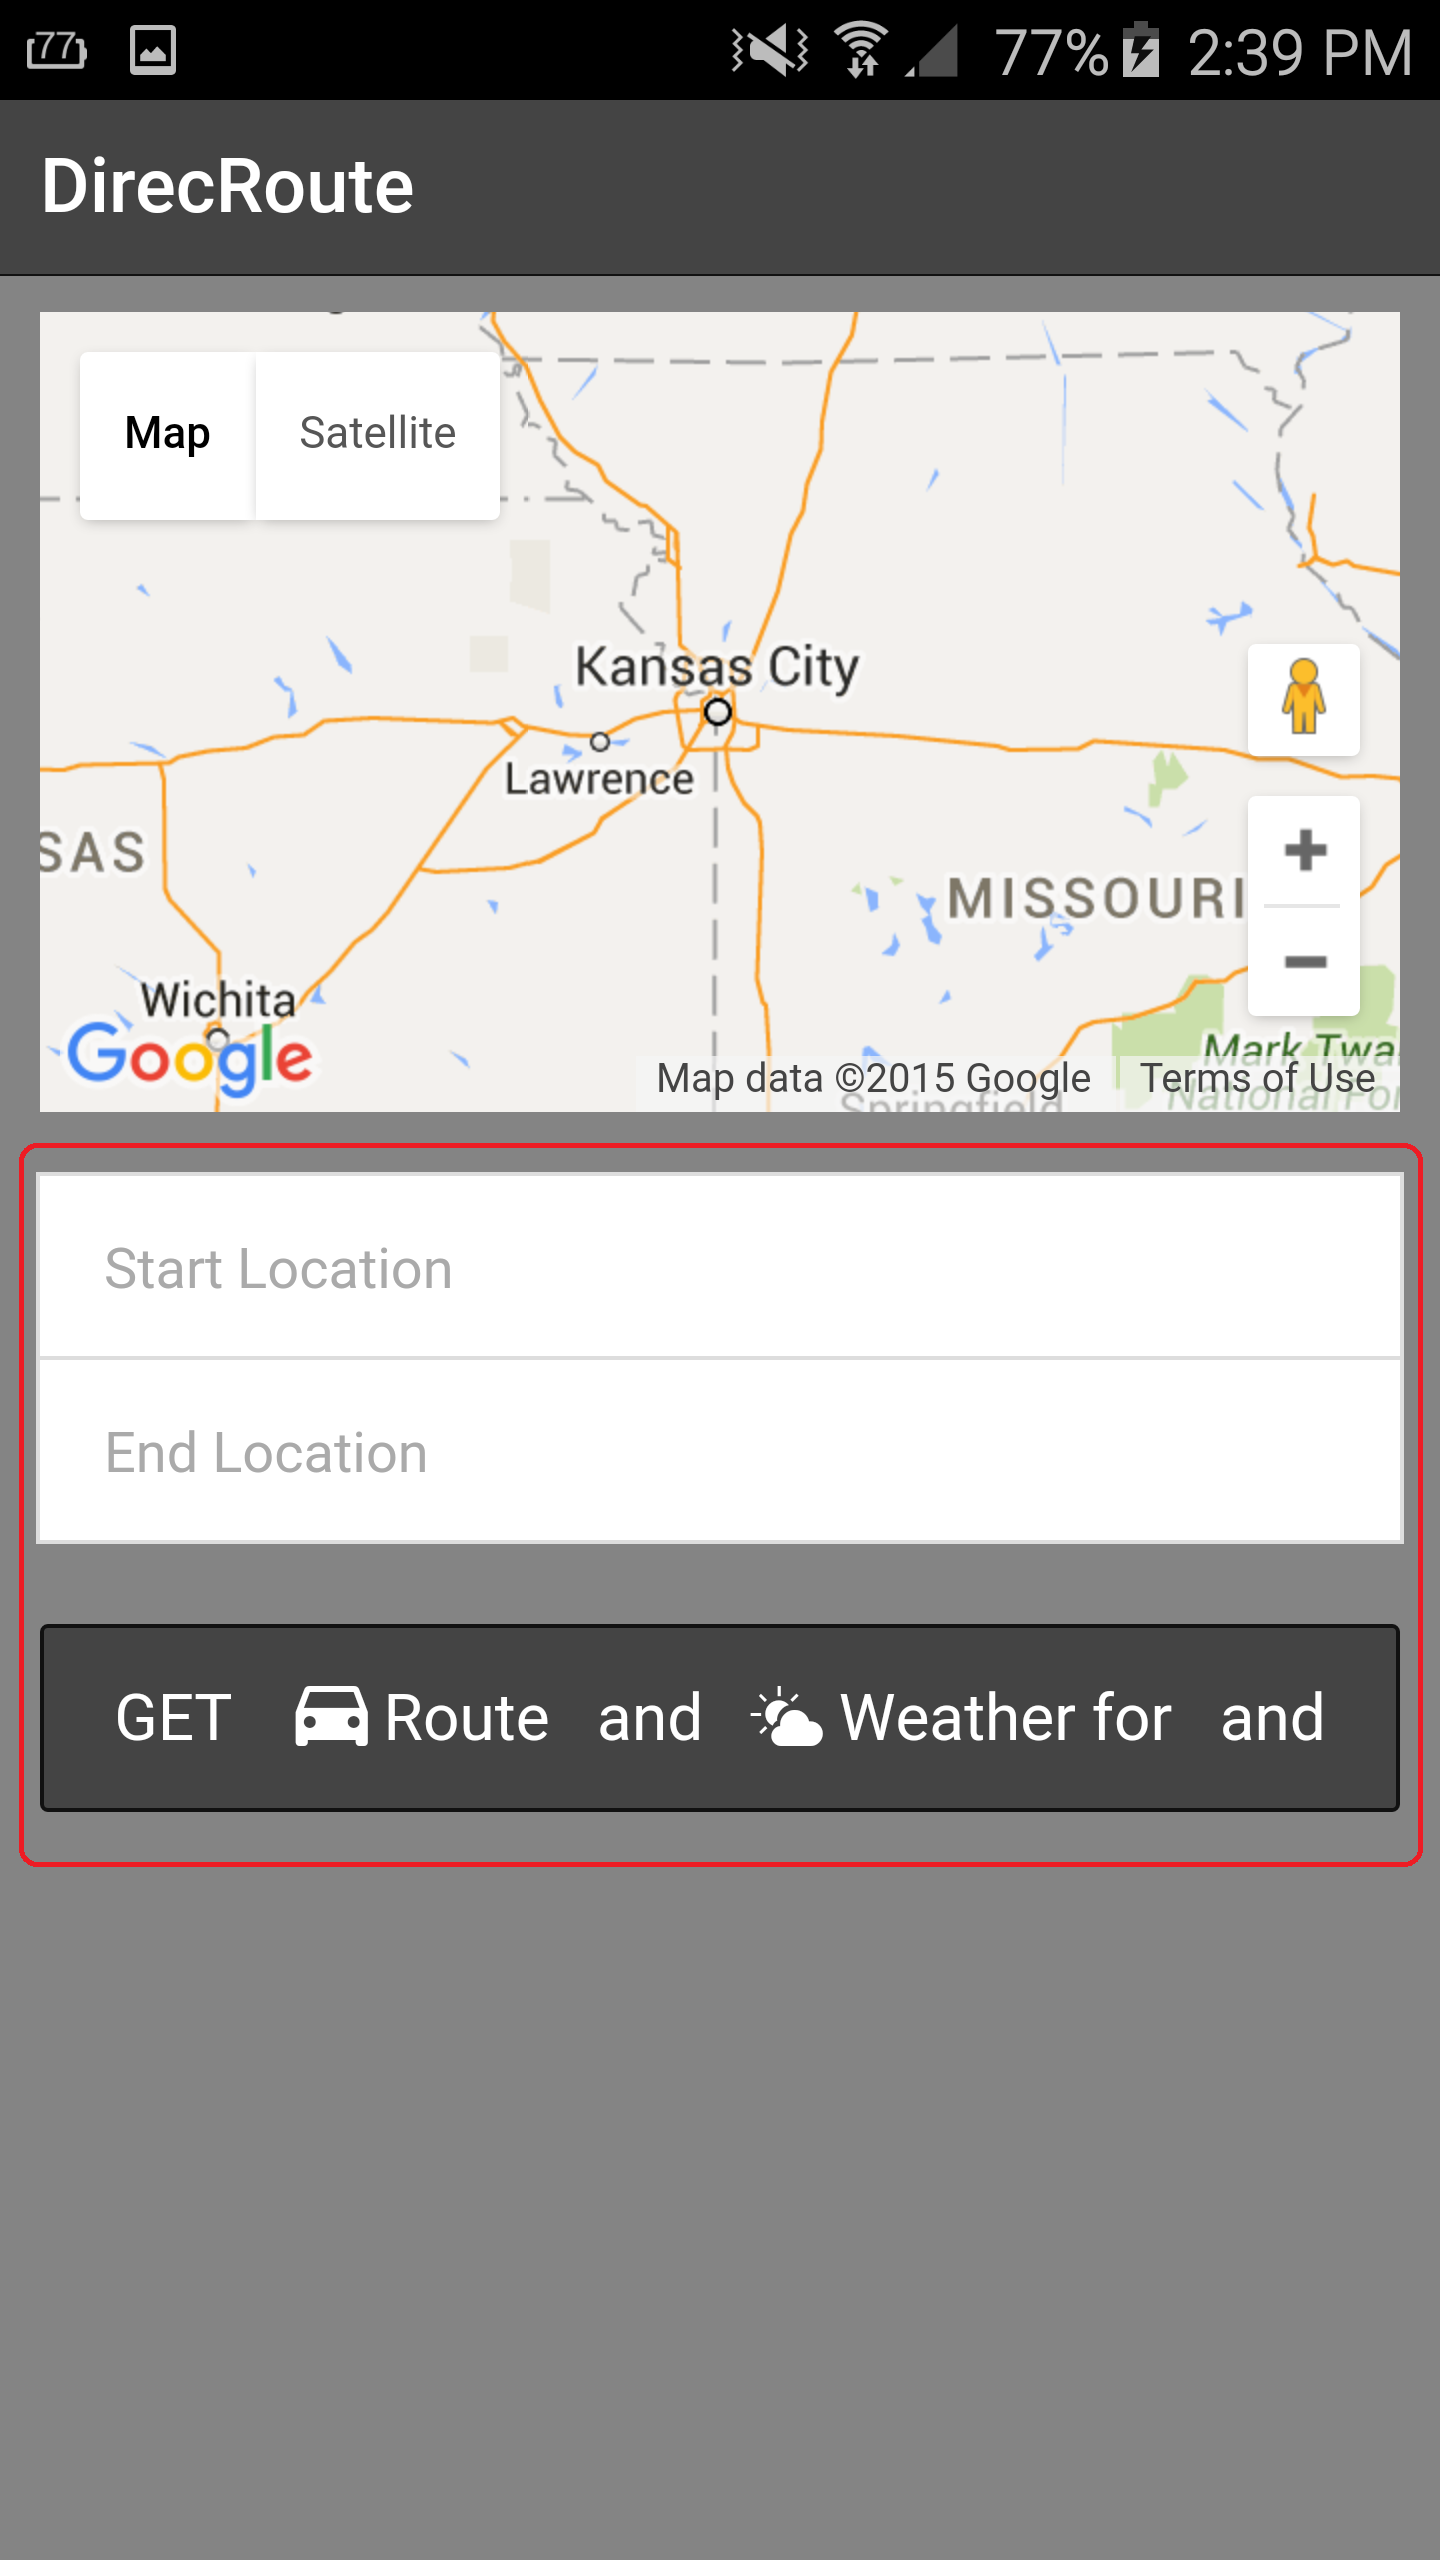 77
77% 2:39 PM
DirecRoute
Map Satellite
Kansas City
Lawrence
SAS
MISSOURI
Wichita
Google
Mark Twa
Map data ©2015 Google Terms of Use
Springfield
National For
Start Location
End Location
GET Route and Weather for and